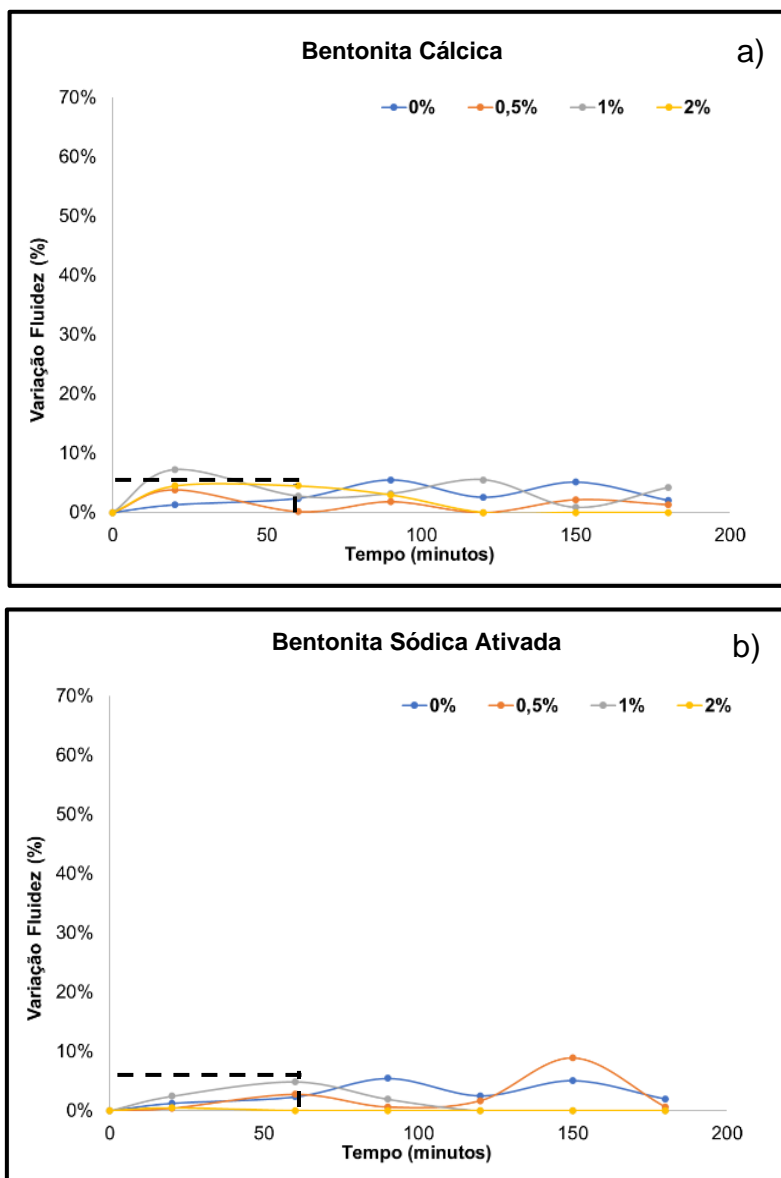 Bentonita Cálcica
a)
70%
0% 0,5% 1% 2%
60%
50%
40%
30%
20%
10%
0%
Variação Fluidez (%)
0 50 100 150 200
Tempo (minutos)
Bentonita Sódica Ativada
b)
70%
0% 0,5% 1% 2%
60%
50%
40%
30%
20%
10%
0%
Variação Fluidez (%)
0 50 100 150 200
Tempo (minutos)